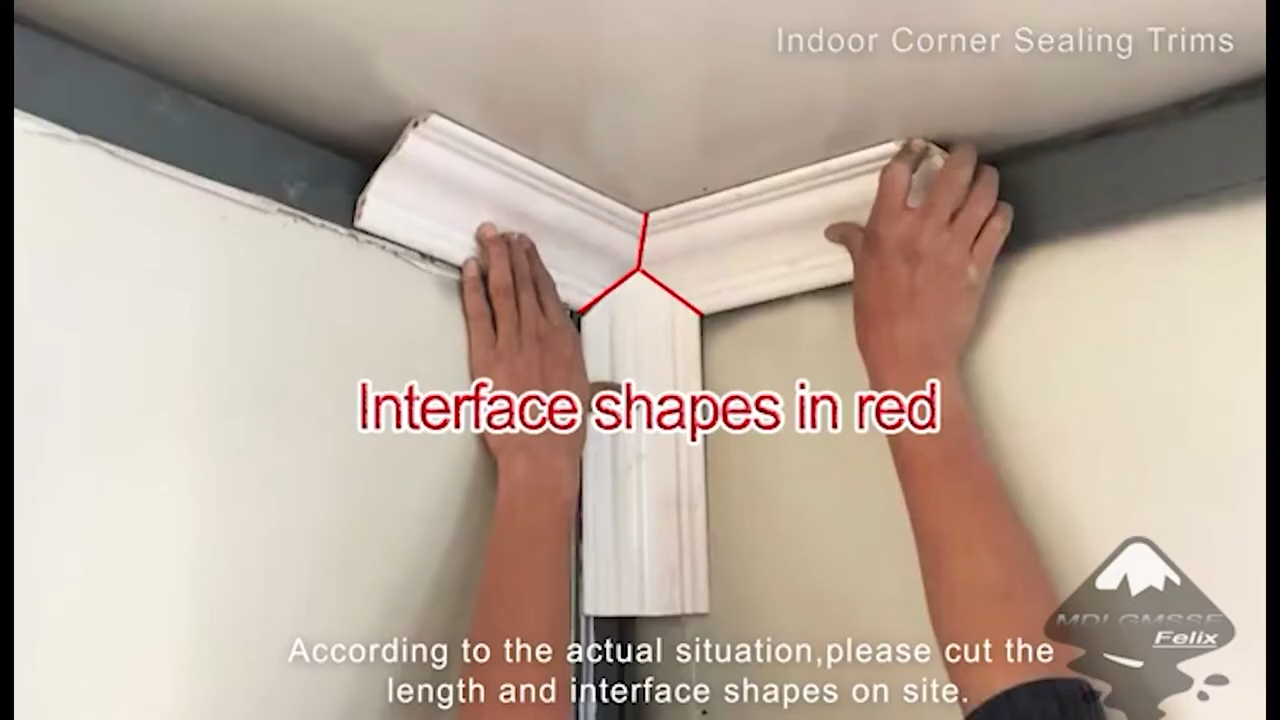 Indoor Corner Sealing Trims
Interface shapes in red
MDLGMSSE
Felix
According to the actual situation,please cut the
length and interface shapes on site.